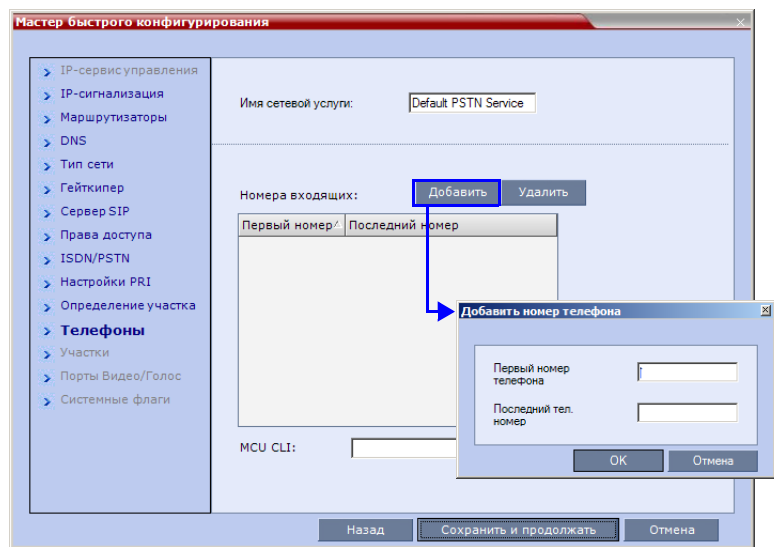 Мастер быстрого конфигурирования
IP-сервис управления
IP-сигнализация
Маршрутизаторы
DNS
Тип сети
Гейткипер
Сервер SIP
Права доступа
ISDN/PSTN
Настройки PRI
Определение участка
Телефоны
Участки
Порты Видео/Голос
Системные флаги
Имя сетевой услуги: Default PSTN Service
Номера входящих: Добавить Удалить
Первый номер Последний номер
MCU CLI:
Добавить номер телефона
Первый номер
телефона
Последний тел.
номер
OK Отмена
Назад Сохранить и продолжать Отмена